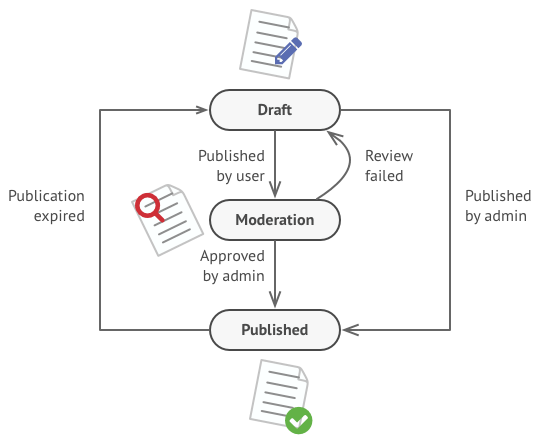 Draft
Published
by user
Review
failed
Publication
expired
Published
by admin
Moderation
Approved
by admin
Published